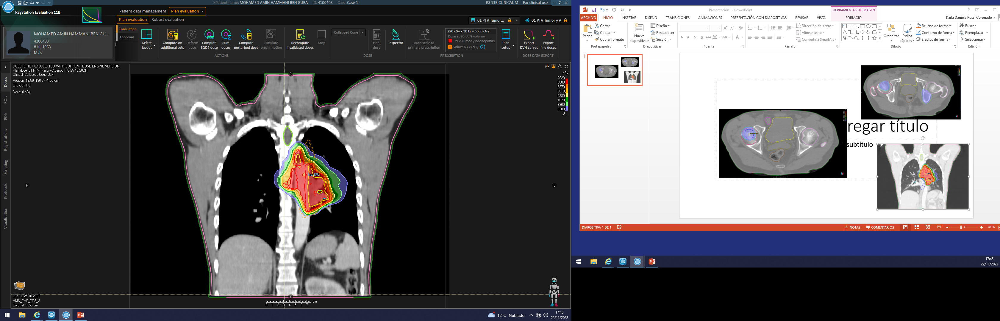 Patient name: MOHAMED AMIN HAMMANI BEN GUBA ID: 4106403 Case: Case 1
RS 11B CLINICAL M For clinical use
RayStation Evaluation 11B
Patient data management Plan evaluation
Plan evaluation Robust evaluation
01 PTV Tumor... 01 PTV Tumor y A
MOHAMED AMIN HAMMANI BEN GU...
4106403
8 Jul 1963
Male
Evaluation
Approval
Select layout
Compute on additional sets
Deform dose
Compute EQD2 dose
Sum doses
Compute perturbed dose
Simulate organ motion
ACTIONS
Recompute invalidated doses
Stop
Collapsed Cone
Final dose
DOSE
Inspector
Auto scale to primary prescription
220 cGy x 30 fx = 6600 cGy
Dose at 95.00% volume
PTV Tumor y adenopatías
Value: 6338 cGy
PRESCRIPTION
Plan setup
Export DVH curves
Export line doses
DOSE DATA EXPORT
Doses
ROIs
POIs
Registrations
Scripting
Protocols
Visualization
DOSE IS NOT CALCULATED WITH CURRENT DOSE ENGINE VERSION.
Plan dose: 01 PTV Tumor y Adenop (TC 25.10.2021)
Clinical: Collapsed Cone v5.4
Position: 16.59 -136.37 -1.55 cm
CT: -997 HU
Dose: 0 cGy
S
cGy
7920
6600
6270
5610
5280
4620
3960
3300
0
Iso ISO
R
L
I
CT: TC 25.10.2021
HMS_TAC_TOS_3
Coronal: -1.55 cm
0 1 2 3 4 5 6 7 cm
12°C Nublado
17:45
22/11/2022
Presentación1 - PowerPoint
HERRAMIENTAS DE IMAGEN
ARCHIVO INICIO INSERTAR DISEÑO TRANSICIONES ANIMACIONES PRESENTACIÓN CON DIAPOSITIVAS REVISAR VISTA FORMATO
Karla Daniela Rossi Coronado
Pegar
Cortar
Copiar
Copiar formato
Portapapeles
Nueva diapositiva
Diseño
Restablecer
Sección
Diapositivas
N K S S abc AV Aa A
Fuente
Dirección del texto
Alinear texto
Convertir a SmartArt
Párrafo
Organizar
Estilos rápidos
Relleno de forma
Contorno de forma
Efectos de forma
Dibujo
Buscar
Reemplazar
Seleccionar
Edición
1
regar título
subtítulo
DIAPOSITIVA 1 DE 1
NOTAS COMENTARIOS
78 %
17:45
22/11/2022